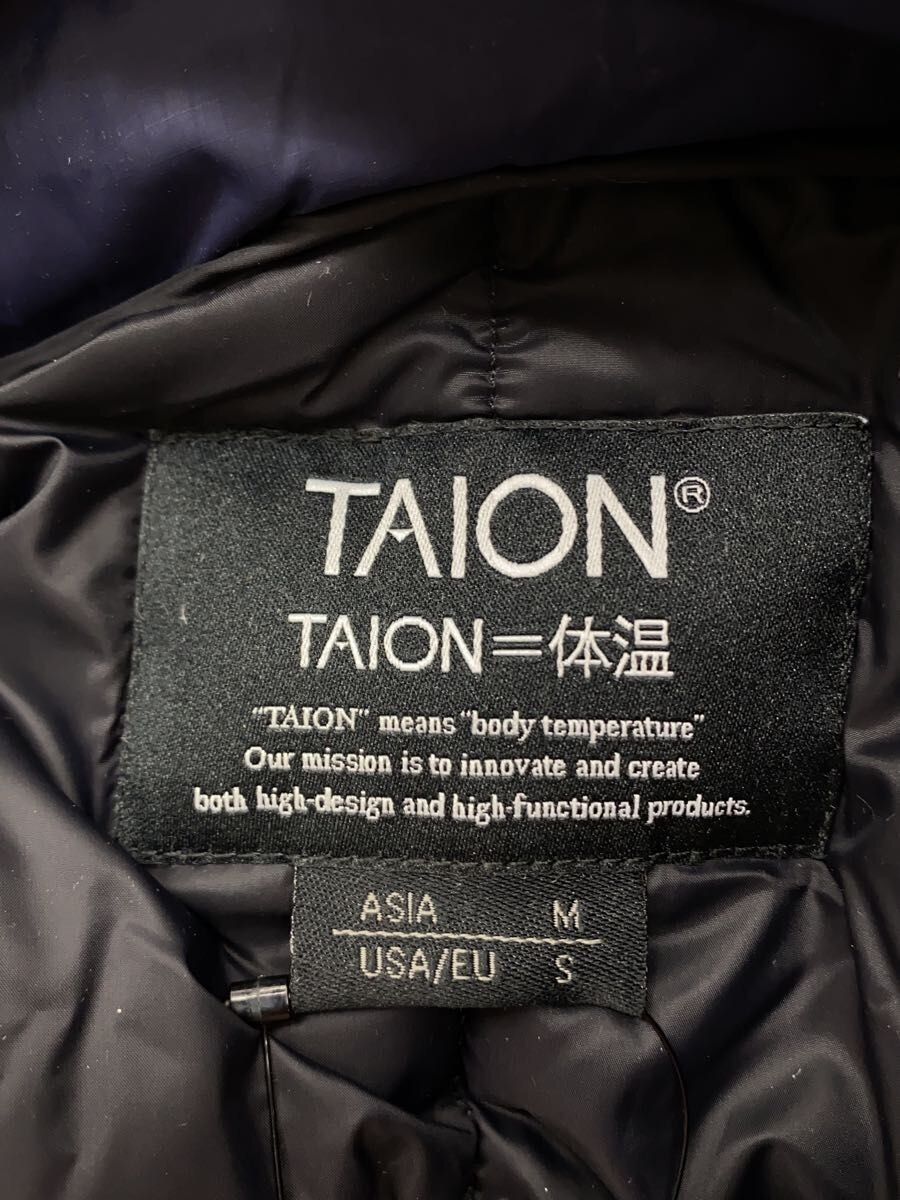 TAION®
TAION=体温
"TAION" means "body temperature"
Our mission is to innovate and create
both high-design and high-functional products.
ASIA M
USA/EU S